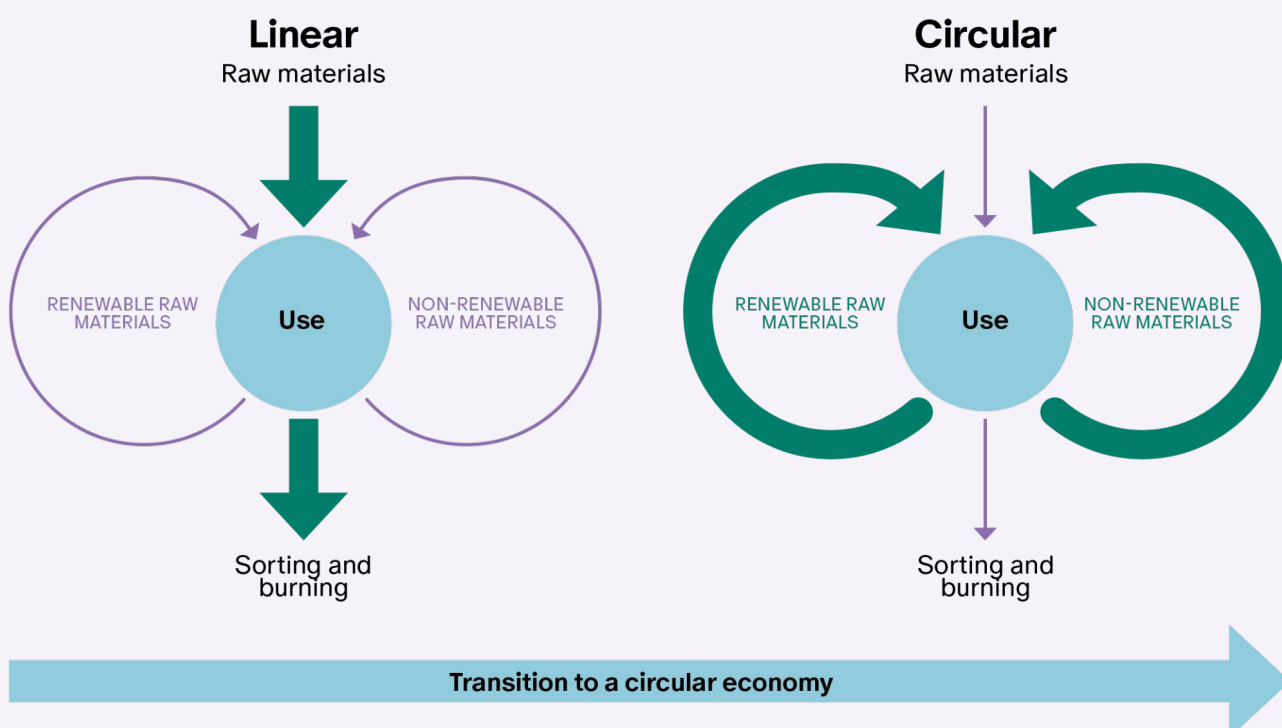 Linear
Raw materials
RENEWABLE RAW
MATERIALS
Use
NON-RENEWABLE
RAW MATERIALS
Sorting and
burning
Circular
Raw materials
RENEWABLE RAW
MATERIALS
Use
NON-RENEWABLE
RAW MATERIALS
Sorting and
burning
Transition to a circular economy